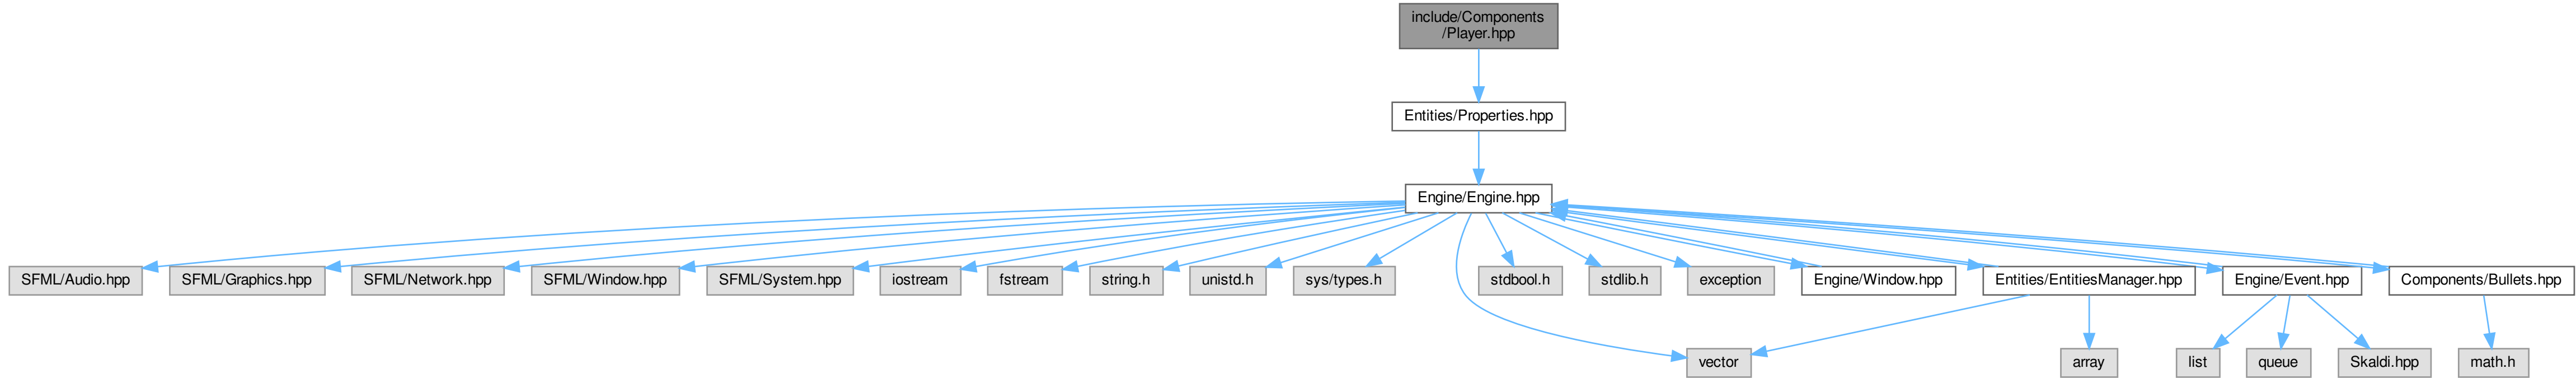 include/Components
/Player.hpp
Entities/Properties.hpp
Engine/Engine.hpp
SFML/Audio.hpp
SFML/Graphics.hpp
SFML/Network.hpp
SFML/Window.hpp
SFML/System.hpp
iostream
fstream
string.h
unistd.h
sys/types.h
stdbool.h
stdlib.h
exception
Engine/Window.hpp
Entities/EntitiesManager.hpp
Engine/Event.hpp
Components/Bullets.hpp
vector
array
list
queue
Skaldi.hpp
math.h